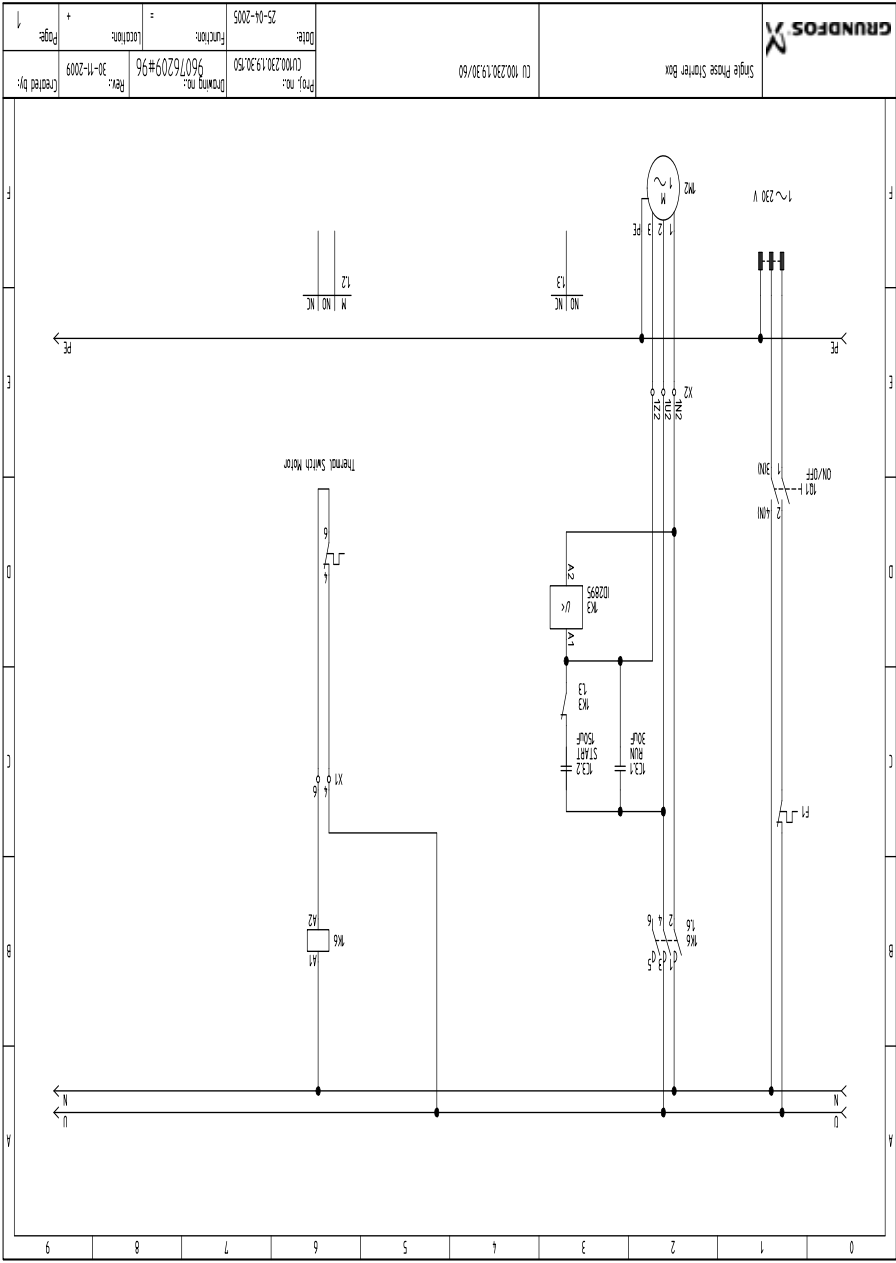 0 1 2 3 4 5 6 7 8 9
A A
U U
N N
B B
1K6
1.6
1 3 5
2 4 6
1K6
A1
A2
F1
C C
1C3.1
RUN
30uF
1C3.2
START
150uF
1K3
1.3
X1
4 6
D D
A1
1K3
ID2895
U<
A2
4
6
Thermal Switch Motor
1Q1
ON/OFF
2 4(N)
1 3(N)
E E
X2
1N2
1U2
1Z2
PE PE
NO NC
1.3
M NO NC
1.2
F F
1 ~ 230 V
1 2 3 PE
1M2
M
1 ~
GRUNDFOS
Single Phase Starter Box
CU 100.230.1.9.30/60
Proj. no.:
CU100.230.1.9.30.150
Drawing no.:
96076209#96
Rev.:
30-11-2009
Created by:
Date:
25-04-2005
Function:
=
Location:
+
Page:
1